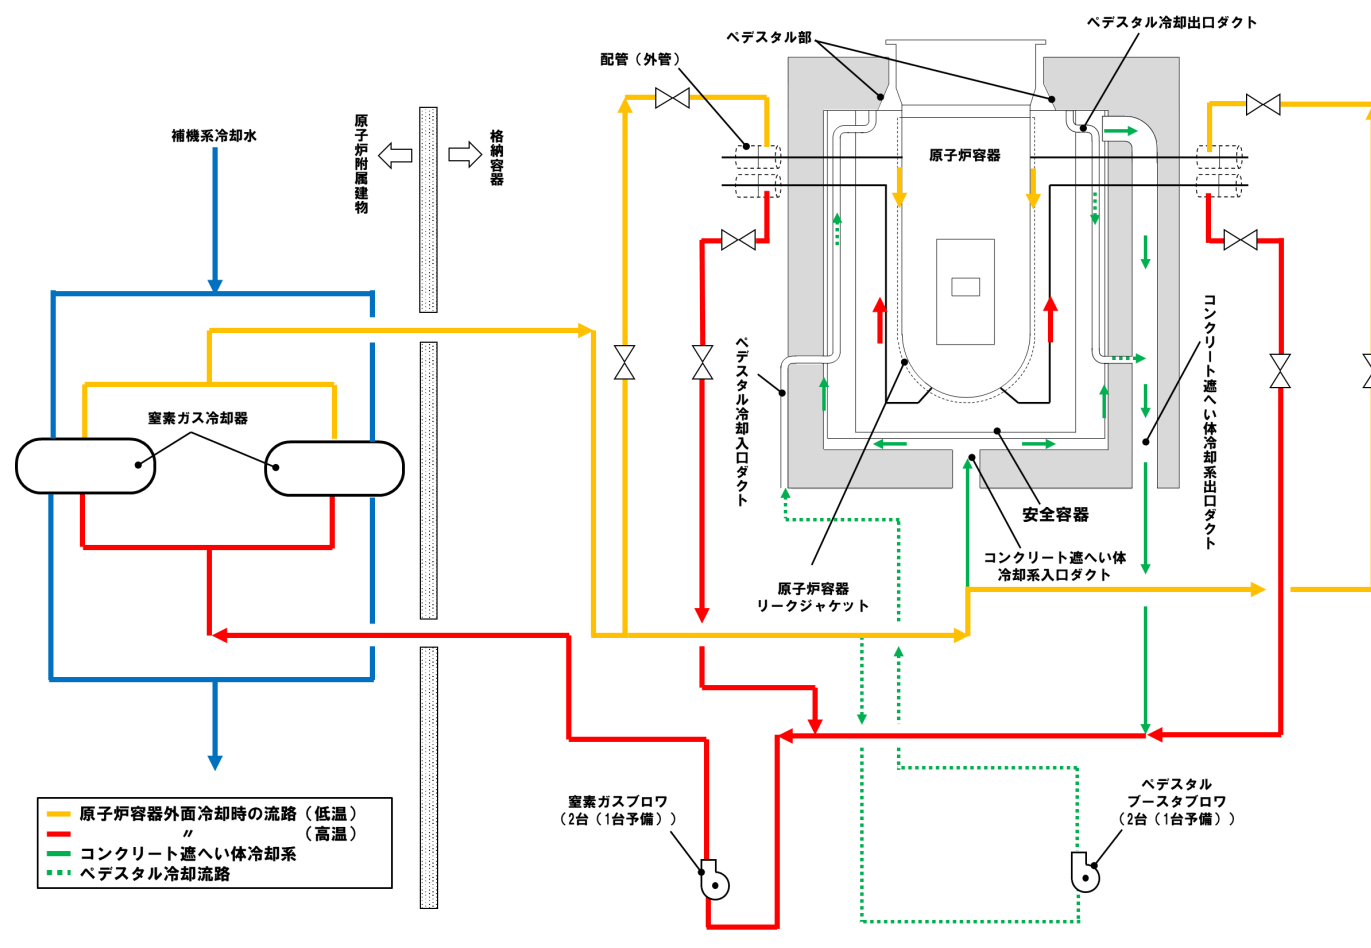 ペデスタル冷却出口ダクト
ペデスタル部
配管（外管）
補機系冷却水
原子炉附属建物
格納容器
原子炉容器
コンクリート遮へい体冷却系出口ダクト
ペデスタル冷却入口ダクト
窒素ガス冷却器
安全容器
コンクリート遮へい体
冷却系入口ダクト
原子炉容器
リークジャケット
窒素ガスブロワ
（2台（1台予備））
ペデスタル
ブースタブロワ
（2台（1台予備））
原子炉容器外面冷却時の流路（低温）
〃　（高温）
コンクリート遮へい体冷却系
ペデスタル冷却流路